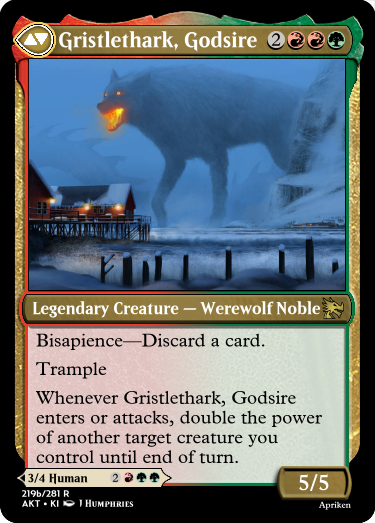 Gristlethark, Godsire 2
Legendary Creature — Werewolf Noble
Bisapience—Discard a card.
Trample
Whenever Gristlethark, Godsire
enters or attacks, double the power
of another target creature you
control until end of turn.
3/4 Human 2
5/5
219b/281 R
AKT • KI J Humphries
Apriken